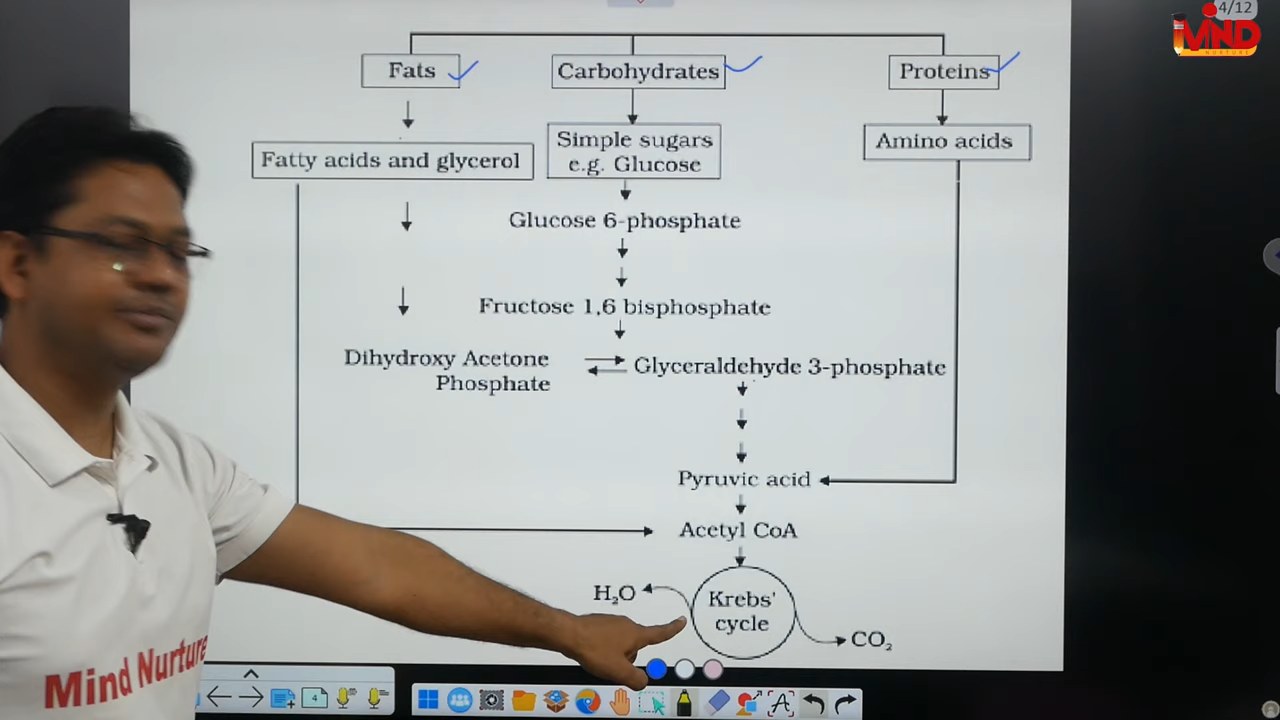 4/12
MIND
NURTURE
Fats
Carbohydrates
Proteins
Fatty acids and glycerol
Simple sugars
e.g. Glucose
Amino acids
Glucose 6-phosphate
Fructose 1,6 bisphosphate
Dihydroxy Acetone
Phosphate
Glyceraldehyde 3-phosphate
Pyruvic acid
Acetyl CoA
H₂O
Krebs'
cycle
CO₂
Mind Nurture
4
A